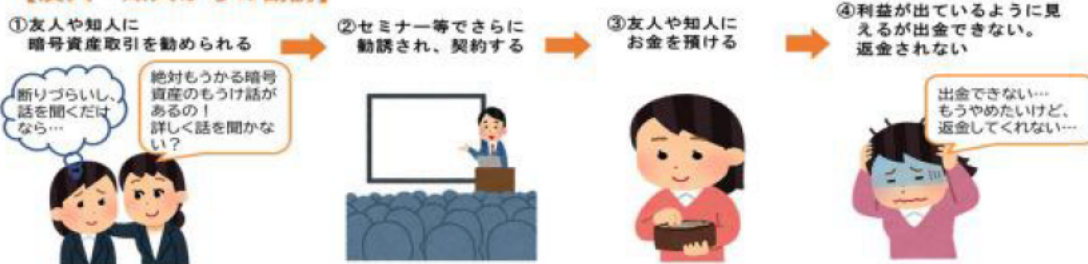 ①友人や知人に
暗号資産取引を勧められる
②セミナー等でさらに
勧誘され、契約する
③友人や知人に
お金を預ける
④利益が出ているように見
えるが出金できない。
返金されない
断りづらいし、
話を聞くだけ
なら…
絶対もうかる暗号
資産のもうけ話が
あるの！
詳しく話を聞かな
い？
出金できない…
もうやめたいけど、
返金してくれない…